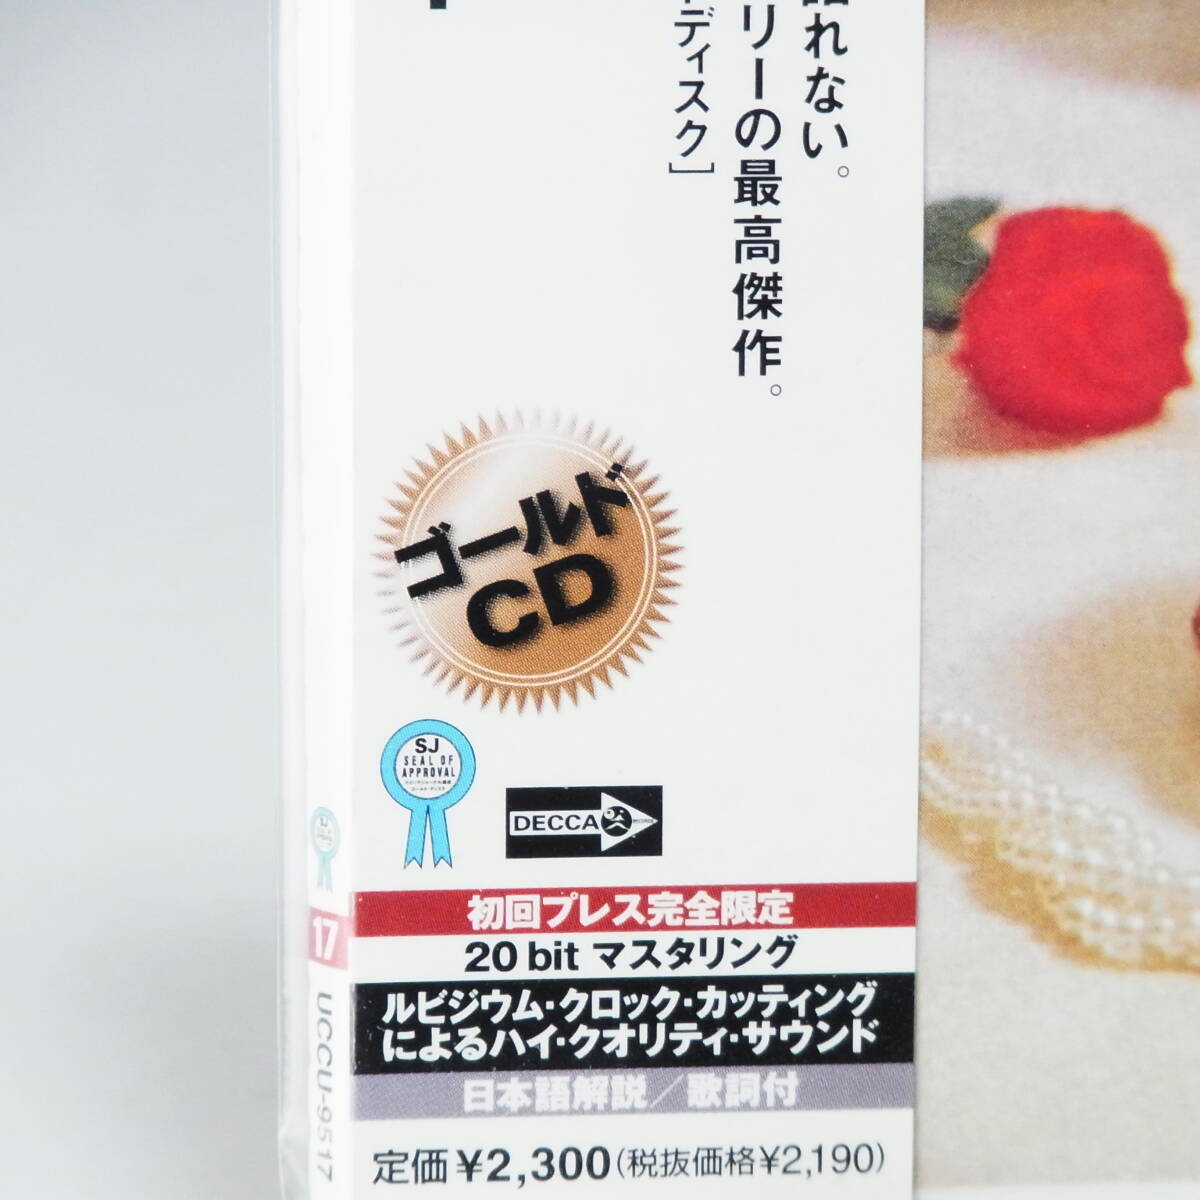 れない。
リーの最高傑作。
ディスク］
ゴールド
CD
SJ
SEAL OF
APPROVAL
DECCA
初回プレス完全限定
20 bit マスタリング
ルビジウム・クロック・カッティング
によるハイ・クオリティ・サウンド
日本語解説／歌詞付
定価¥2,300(税抜価格¥2,190)
SJ
17
UCCU-9517